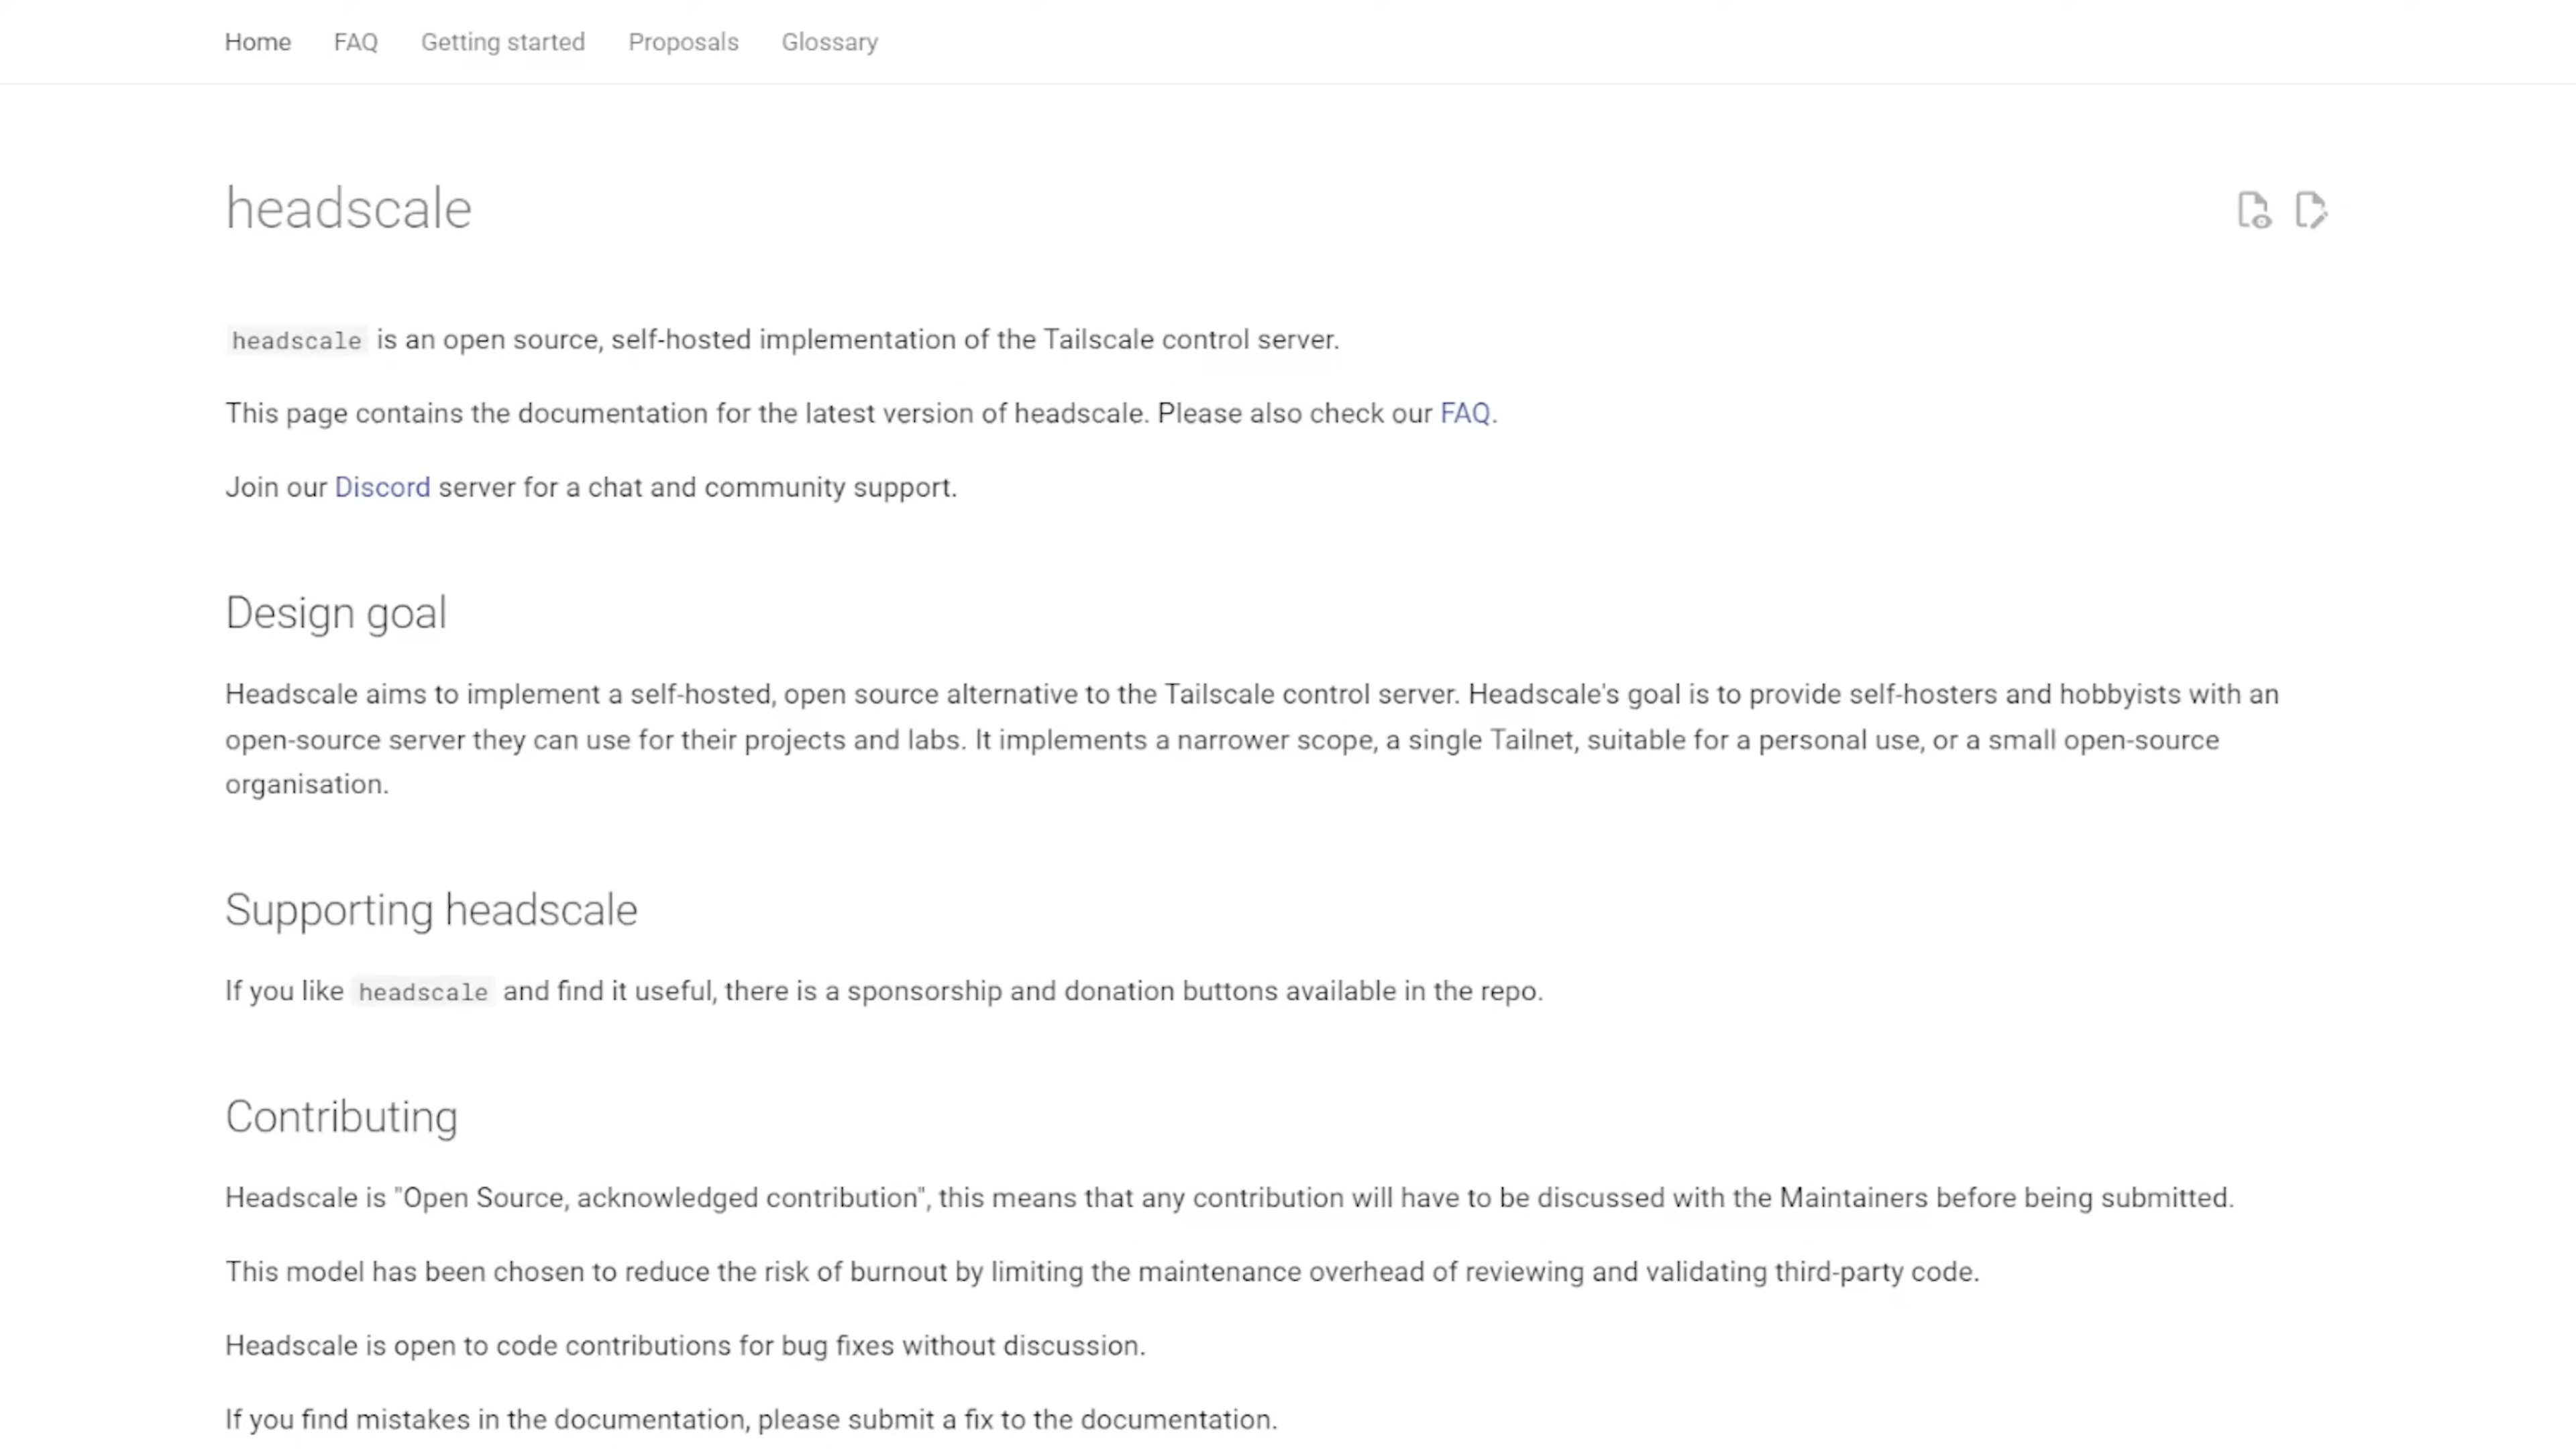 Home FAQ Getting started Proposals Glossary
headscale
headscale is an open source, self-hosted implementation of the Tailscale control server.
This page contains the documentation for the latest version of headscale. Please also check our FAQ.
Join our Discord server for a chat and community support.
Design goal
Headscale aims to implement a self-hosted, open source alternative to the Tailscale control server. Headscale's goal is to provide self-hosters and hobbyists with an
open-source server they can use for their projects and labs. It implements a narrower scope, a single Tailnet, suitable for a personal use, or a small open-source
organisation.
Supporting headscale
If you like headscale and find it useful, there is a sponsorship and donation buttons available in the repo.
Contributing
Headscale is "Open Source, acknowledged contribution", this means that any contribution will have to be discussed with the Maintainers before being submitted.
This model has been chosen to reduce the risk of burnout by limiting the maintenance overhead of reviewing and validating third-party code.
Headscale is open to code contributions for bug fixes without discussion.
If you find mistakes in the documentation, please submit a fix to the documentation.